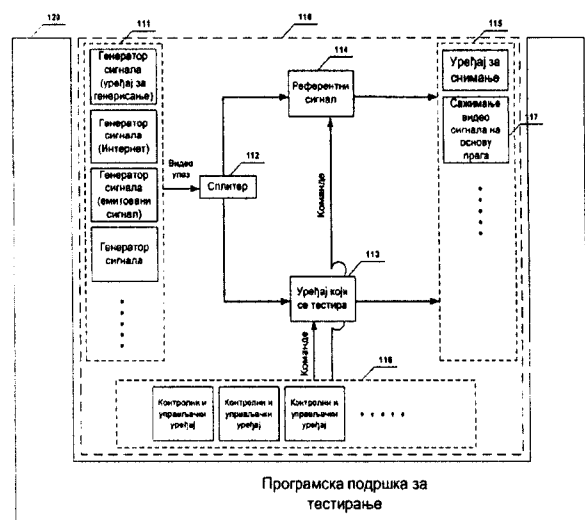 120
111
110
115
Генератор
сигнала
(уређај за
генерисање)
Генератор
сигнала
(Интернет)
Генератор
сигнала
(емитовани
сигнал)
Генератор
сигнала
Видео
улаз
112
Сплитер
114
Референтни
сигнал
Команде
113
Уређај који
се тестира
Команде
Уређај за
снимање
Сажимање
видео
сигнала на
основу прага
117
116
Контролни и
управљачки
уређај
Контролни и
управљачки
уређај
Контролни и
управљачки
уређај
Програмска подршка за
тестирање